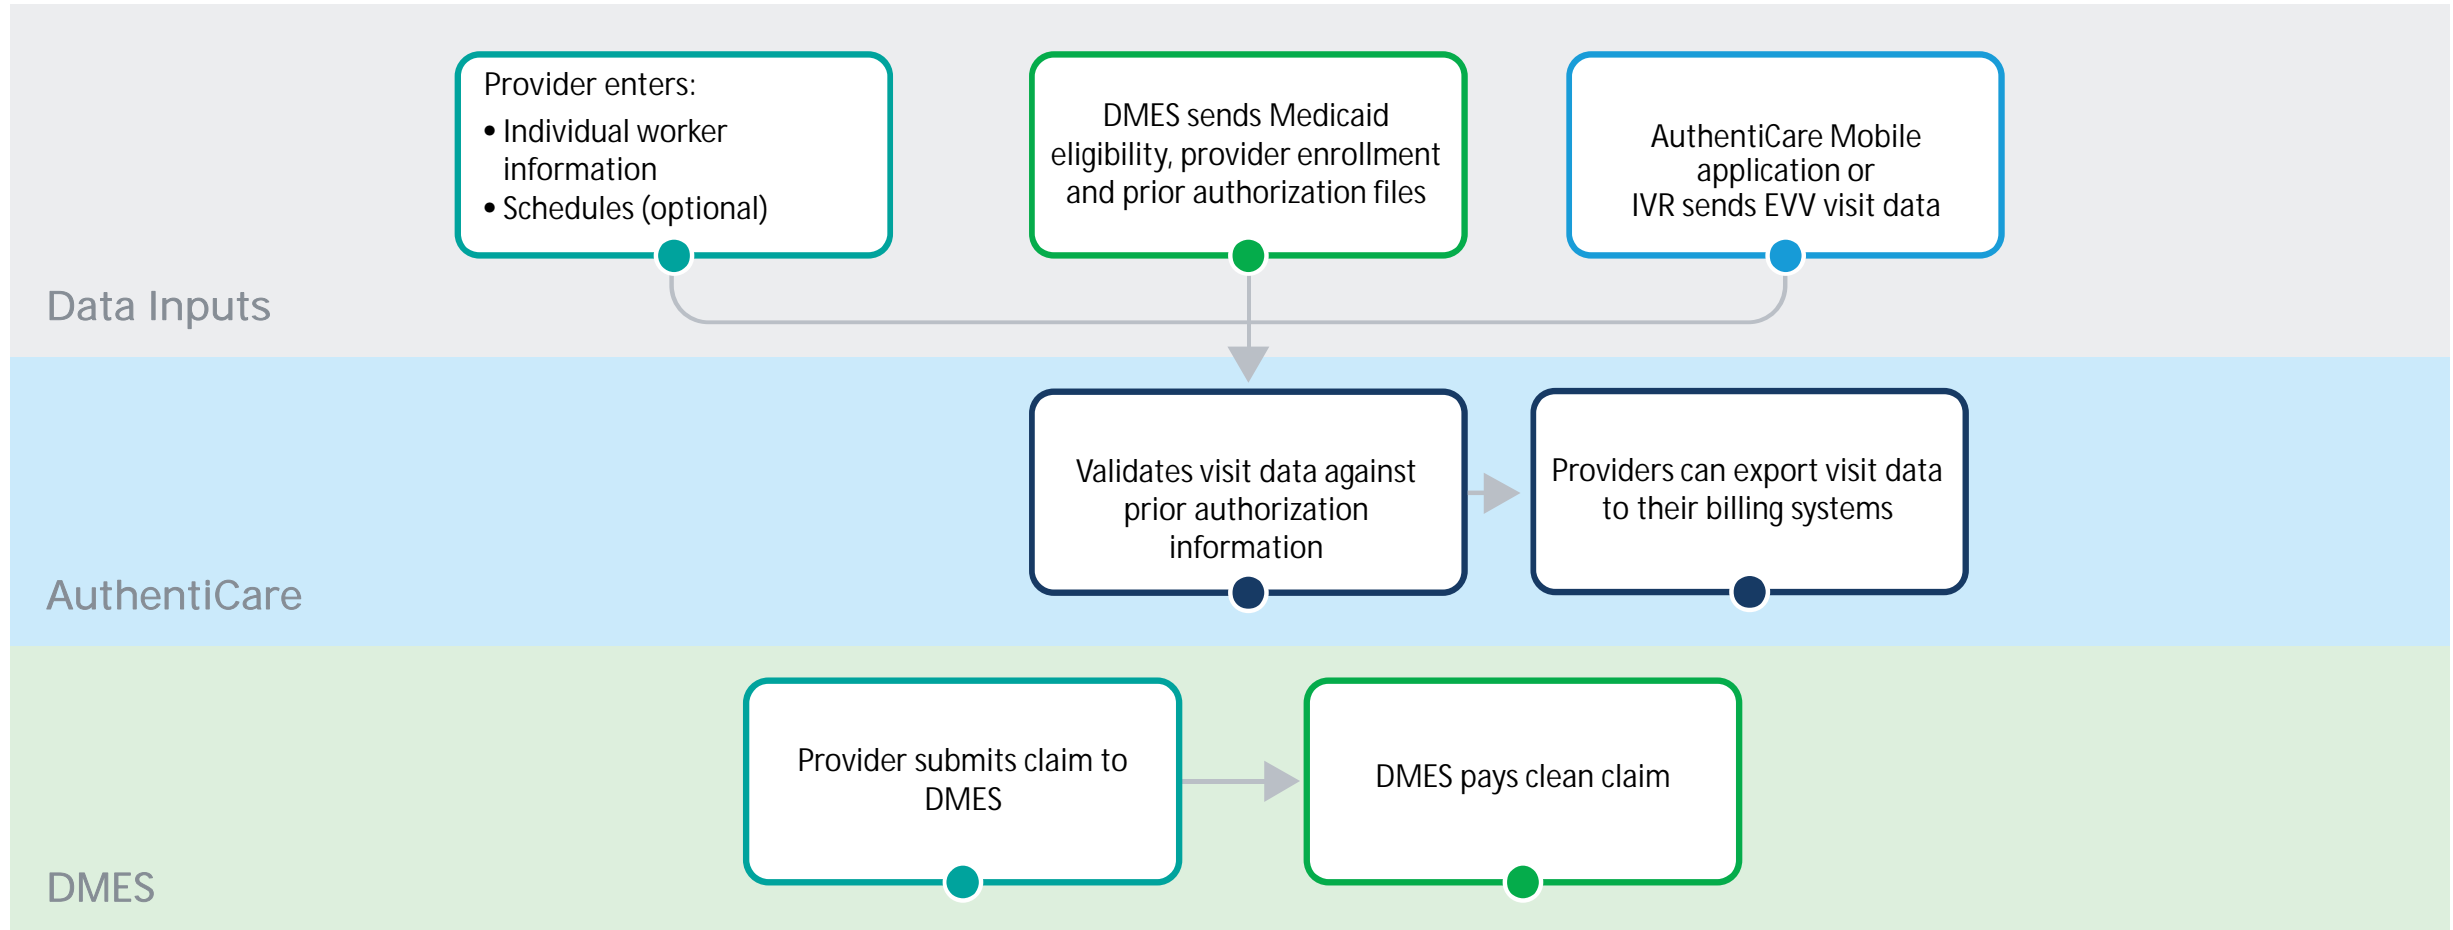 Provider enters:
• Individual worker
information
• Schedules (optional)
DMES sends Medicaid
eligibility, provider enrollment
and prior authorization files
AuthentiCare Mobile
application or
IVR sends EVV visit data
Data Inputs
Validates visit data against
prior authorization
information
Providers can export visit data
to their billing systems
AuthentiCare
Provider submits claim to
DMES
DMES pays clean claim
DMES